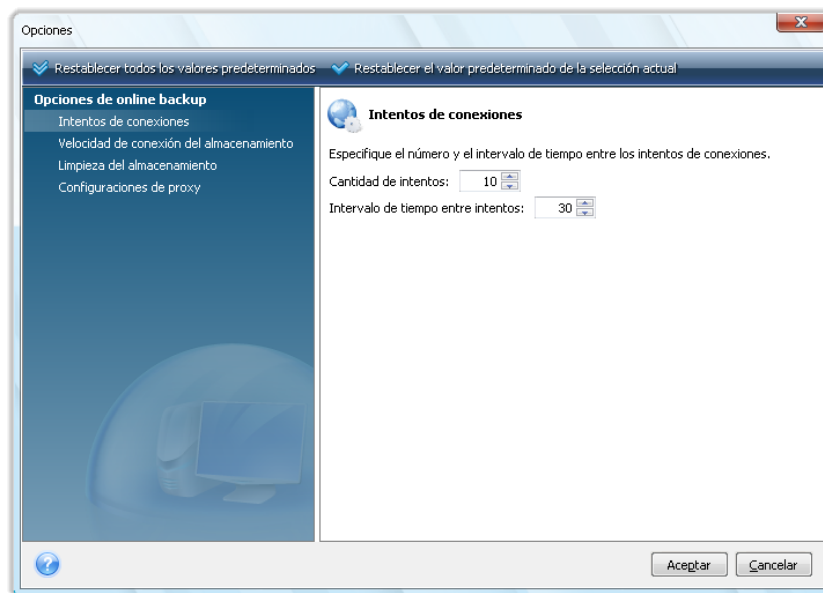 Opciones
Restablecer todos los valores predeterminados
Restablecer el valor predeterminado de la selección actual
Opciones de online backup
Intentos de conexiones
Velocidad de conexión del almacenamiento
Limpieza del almacenamiento
Configuraciones de proxy
Intentos de conexiones
Especifique el número y el intervalo de tiempo entre los intentos de conexiones.
Cantidad de intentos: 10
Intervalo de tiempo entre intentos: 30
Aceptar
Cancelar